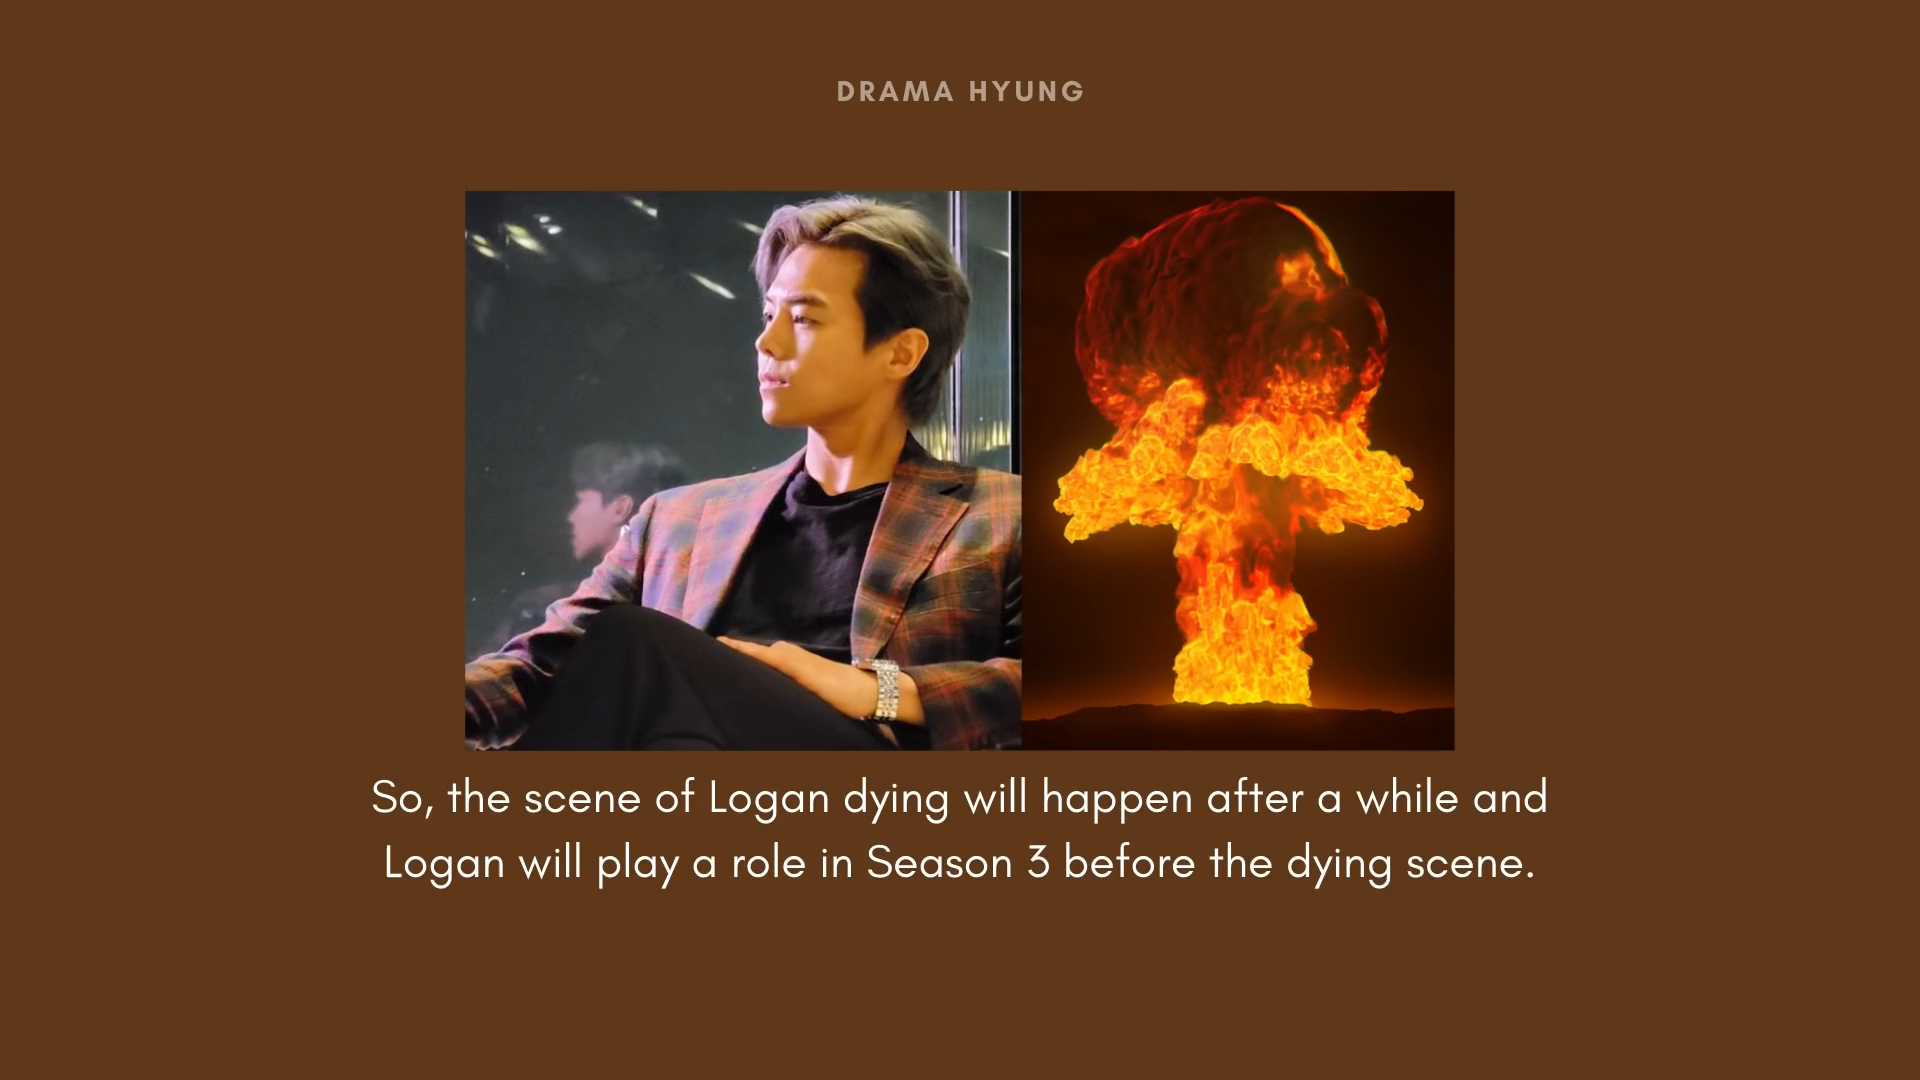 DRAMA HYUNG
So, the scene of Logan dying will happen after a while and
Logan will play a role in Season 3 before the dying scene.